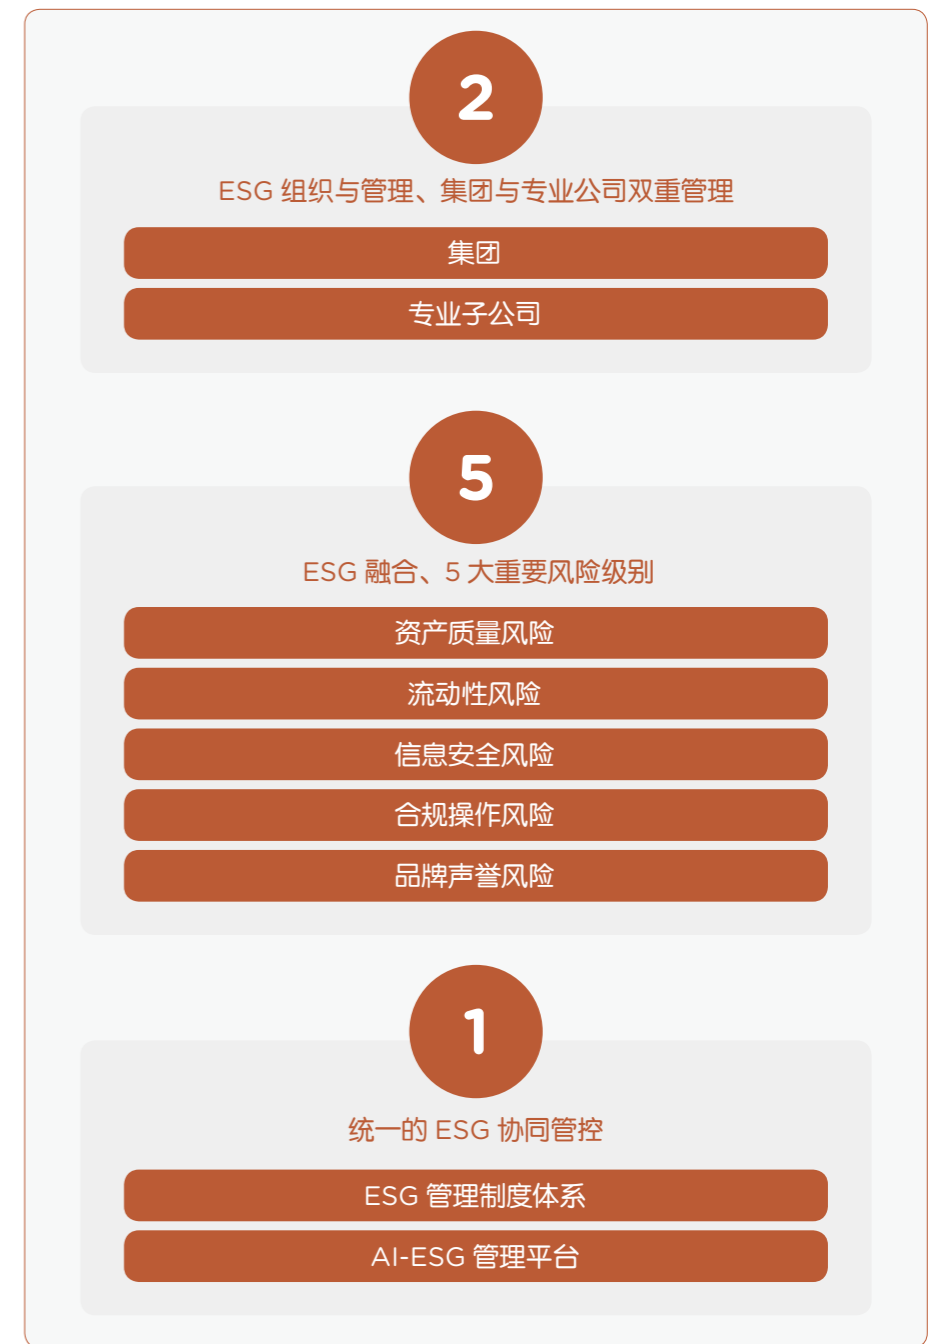 2
ESG 组织与管理、集团与专业公司双重管理
集团
专业子公司
5
ESG 融合、5 大重要风险级别
资产质量风险
流动性风险
信息安全风险
合规操作风险
品牌声誉风险
1
统一的 ESG 协同管控
ESG 管理制度体系
AI-ESG 管理平台